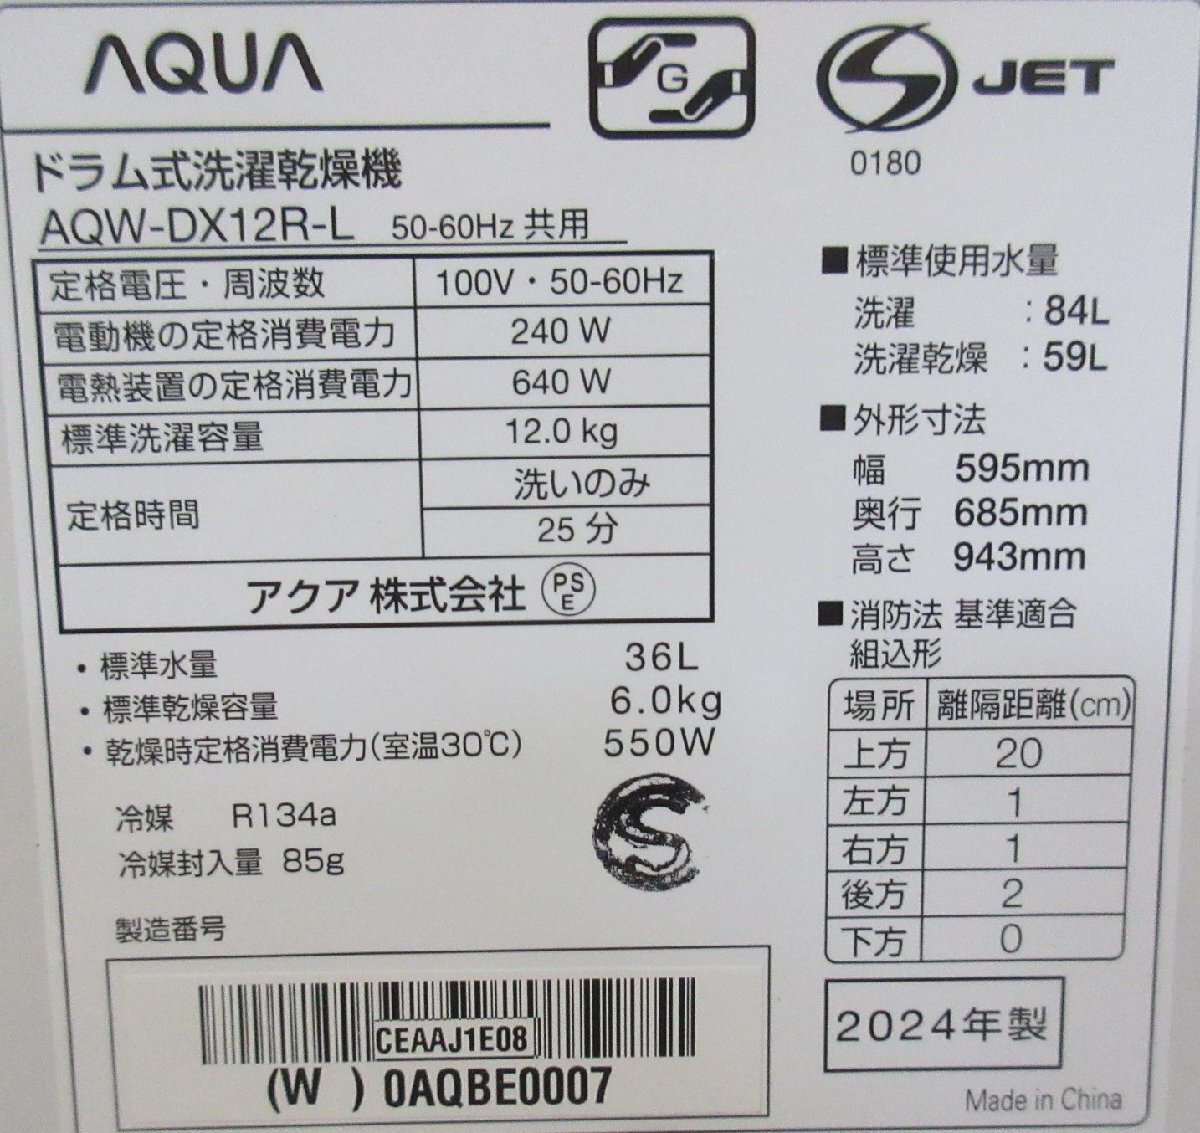 AQUA
G
JET
0180
ドラム式洗濯乾燥機
AQW-DX12R-L 50-60Hz 共用
定格電圧・周波数 100V・50-60Hz
電動機の定格消費電力 240 W
電熱装置の定格消費電力 640 W
標準洗濯容量 12.0 kg
定格時間 洗いのみ
25 分
アクア 株式会社 PSE
・標準水量 36L
・標準乾燥容量 6.0kg
・乾燥時定格消費電力(室温30℃) 550W
冷媒 R134a
冷媒封入量 85g
製造番号
CEAAJ1E08
(W ) 0AQBE0007
■標準使用水量
洗濯 : 84L
洗濯乾燥 : 59L
■外形寸法
幅 595mm
奥行 685mm
高さ 943mm
■消防法 基準適合
組込形
場所 離隔距離(cm)
上方 20
左方 1
右方 1
後方 2
下方 0
2024年製
Made in China